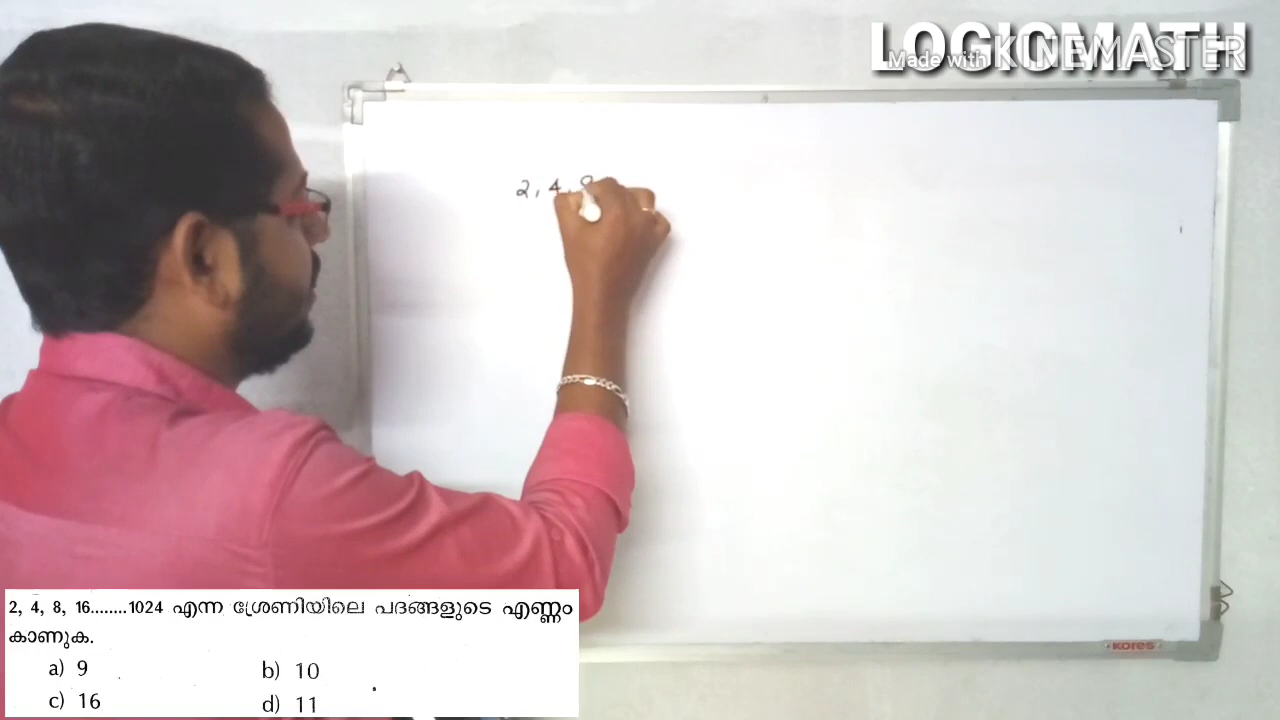 LOGICMATH
Made with KINEMASTER
2, 4, 8
KORES
2, 4, 8, 16........1024 എന്ന ശ്രേണിയിലെ പദങ്ങളുടെ എണ്ണം
കാണുക.
a) 9 b) 10
c) 16 d) 11